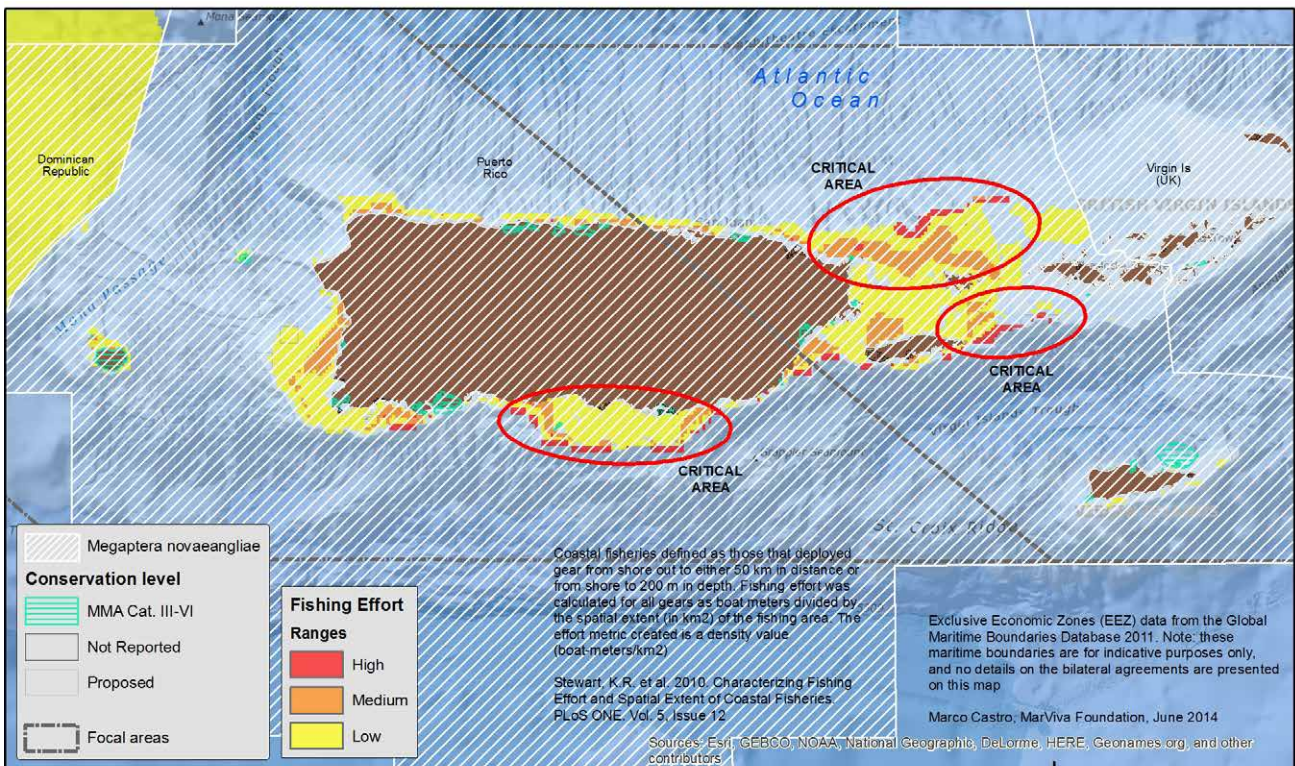 Mona Passage
Atlantic
Ocean
Dominican
Republic
Puerto
Rico
San Juan
CRITICAL
AREA
Virgin Is
(UK)
BRITISH VIRGIN ISLANDS
CRITICAL
AREA
Virgin Islands Trough
CRITICAL
AREA
Grappler Seamount
St. Croix Ridge
Megaptera novaeangliae
Conservation level
MMA Cat. III-VI
Not Reported
Proposed
Focal areas
Fishing Effort
Ranges
High
Medium
Low
Coastal fisheries defined as those that deployed
gear from shore out to either 50 km in distance or
from shore to 200 m in depth. Fishing effort was
calculated for all gears as boat meters divided by
the spatial extent (in km2) of the fishing area. The
effort metric created is a density value
(boat-meters/km2)
Stewart, K.R. et al. 2010. Characterizing Fishing
Effort and Spatial Extent of Coastal Fisheries.
PLoS ONE. Vol. 5, Issue 12
Exclusive Economic Zones (EEZ) data from the Global
Maritime Boundaries Database 2011. Note: these
maritime boundaries are for indicative purposes only,
and no details on the bilateral agreements are presented
on this map
Marco Castro, MarViva Foundation, June 2014
Sources: Esri, GEBCO, NOAA, National Geographic, DeLorme, HERE, Geonames.org, and other
contributors